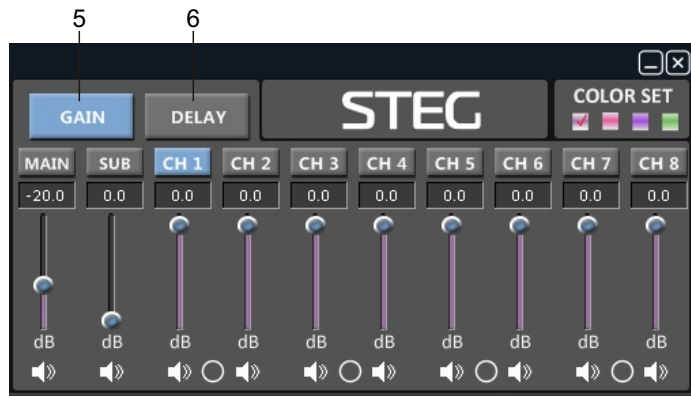 5 6
GAIN DELAY STEG COLOR SET
MAIN SUB CH 1 CH 2 CH 3 CH 4 CH 5 CH 6 CH 7 CH 8
-20.0 0.0 0.0 0.0 0.0 0.0 0.0 0.0 0.0 0.0
dB dB dB dB dB dB dB dB dB dB